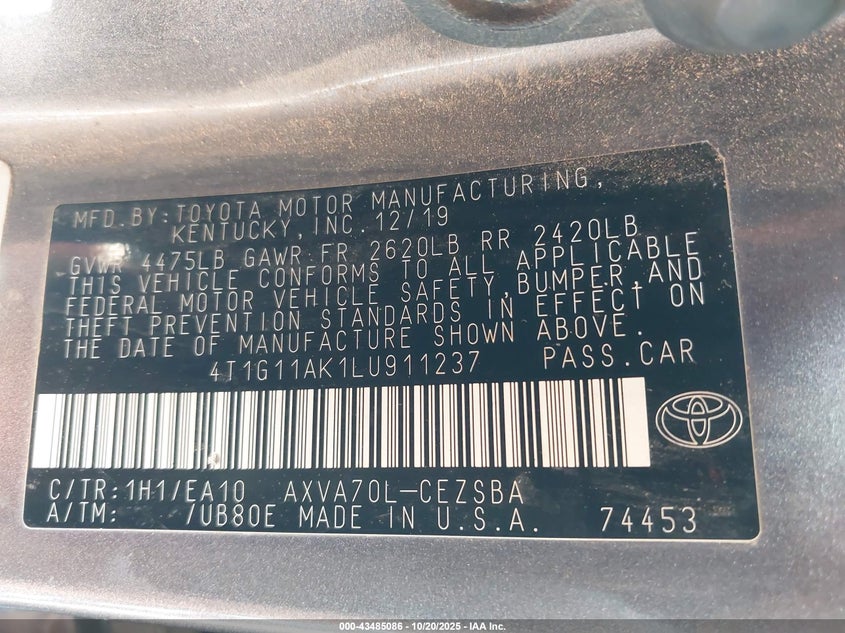 MFD.BY:TOYOTA MOTOR MANUFACTURING,
KENTUCKY, INC. 12/19
GVWR 4475LB GAWR FR 2620LB RR 2420LB
THIS VEHICLE CONFORMS TO ALL APPLICABLE
FEDERAL MOTOR VEHICLE SAFETY,BUMPER,AND
THEFT PREVENTION STANDARDS IN EFFECT ON
THE DATE OF MANUFACTURE SHOWN ABOVE.
4T1G11AK1LU911237 PASS.CAR
C/TR:1H1/EA10 AXVA70L-CEZSBA
A/TM: /UB80E MADE IN U.S.A. 74453
000-43485086 - 10/20/2025 - IAA Inc.